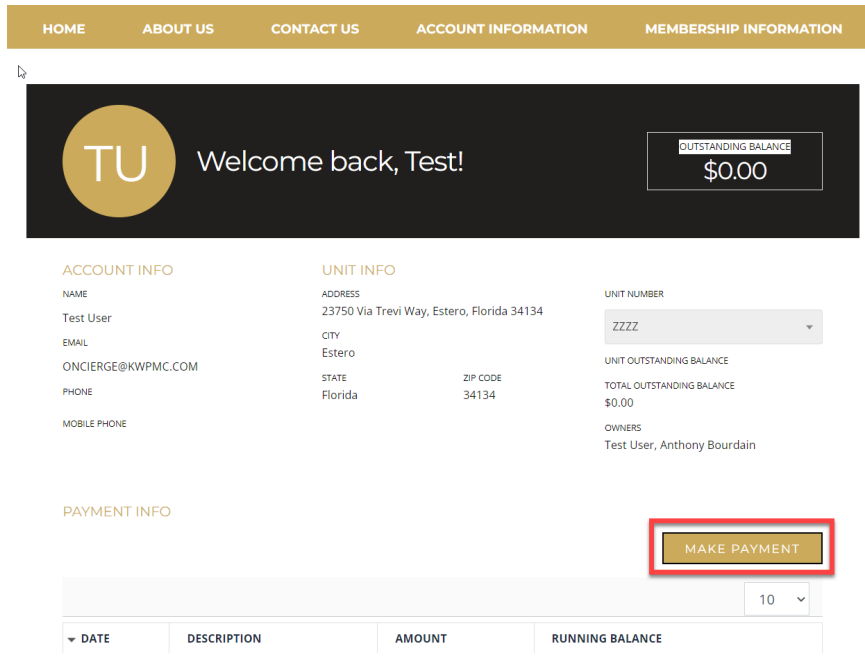 HOME ABOUT US CONTACT US ACCOUNT INFORMATION MEMBERSHIP INFORMATION
TU
Welcome back, Test!
OUTSTANDING BALANCE
$0.00
ACCOUNT INFO
NAME
Test User
EMAIL
ONCIERGE@KWPMC.COM
PHONE
MOBILE PHONE
UNIT INFO
ADDRESS
23750 Via Trevi Way, Estero, Florida 34134
CITY
Estero
STATE
Florida
ZIP CODE
34134
UNIT NUMBER
ZZZZ
UNIT OUTSTANDING BALANCE
TOTAL OUTSTANDING BALANCE
$0.00
OWNERS
Test User, Anthony Bourdain
PAYMENT INFO
MAKE PAYMENT
10
DATE DESCRIPTION AMOUNT RUNNING BALANCE